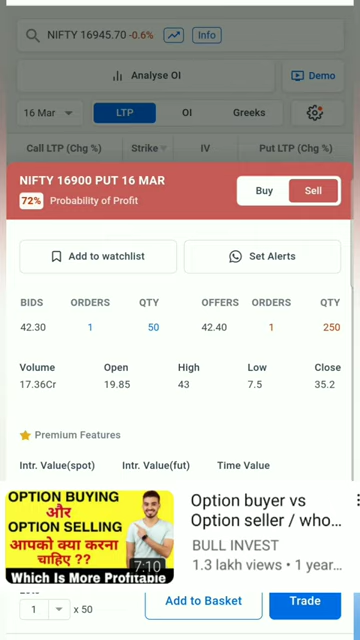 NIFTY 16945.70 -0.6% Info
Analyse OI Demo
16 Mar LTP OI Greeks
Call LTP (Chg %) Strike IV Put LTP (Chg %)
NIFTY 16900 PUT 16 MAR
72% Probability of Profit
Buy Sell
Add to watchlist Set Alerts
BIDS ORDERS QTY OFFERS ORDERS QTY
42.30 1 50 42.40 1 250
Volume Open High Low Close
17.36Cr 19.85 43 7.5 35.2
Premium Features
Intr. Value(spot) Intr. Value(fut) Time Value
OPTION BUYING
और
OPTION SELLING
आपको क्या करना
चाहिए ??
7:10
Which Is More Profitable
Option buyer vs
Option seller / who...
BULL INVEST
1.3 lakh views • 1 year...
1 x 50 Add to Basket Trade